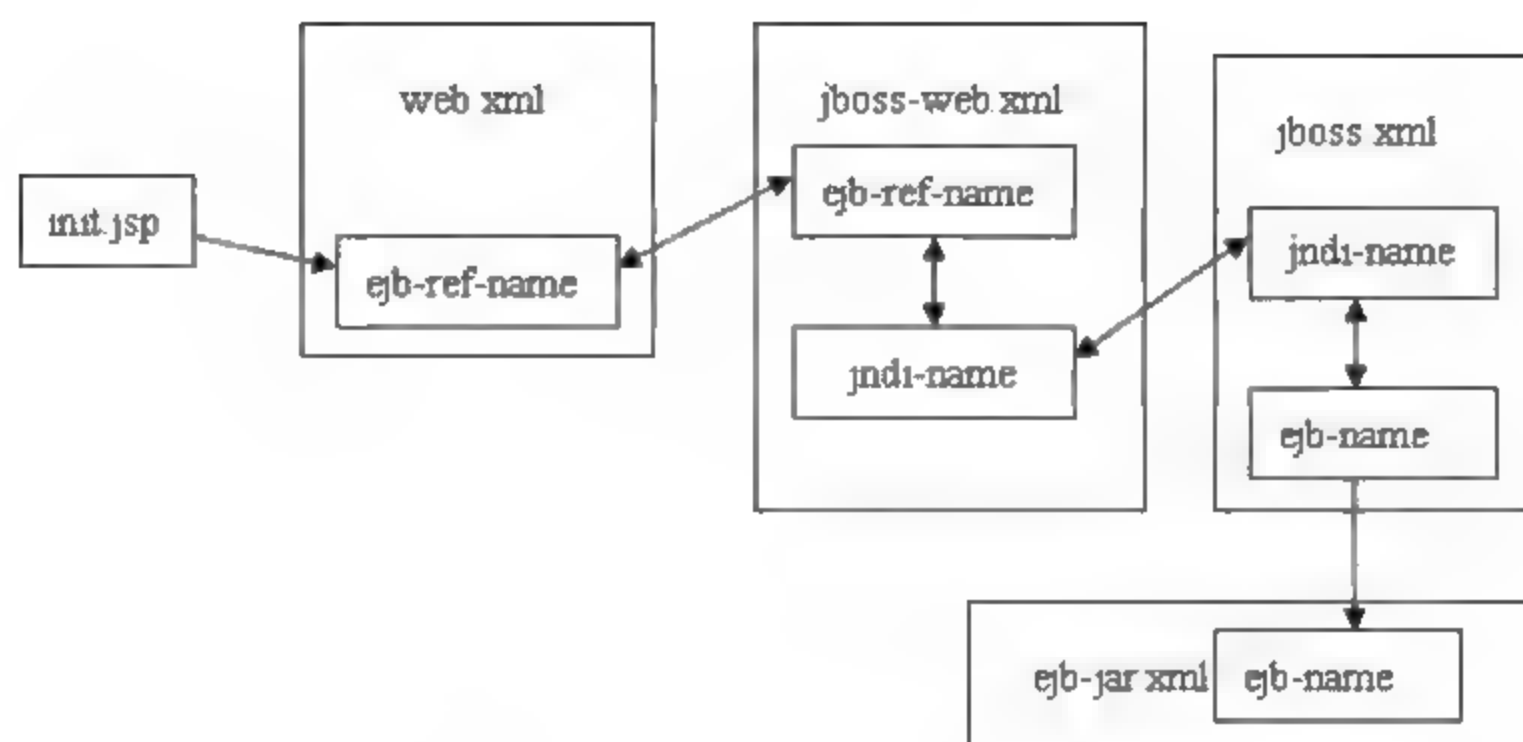 web xml
jboss-web.xml
jboss xml
init.jsp
ejb-ref-name
ejb-ref-name
jndi-name
jndi-name
ejb-name
ejb-jar xml
ejb-name